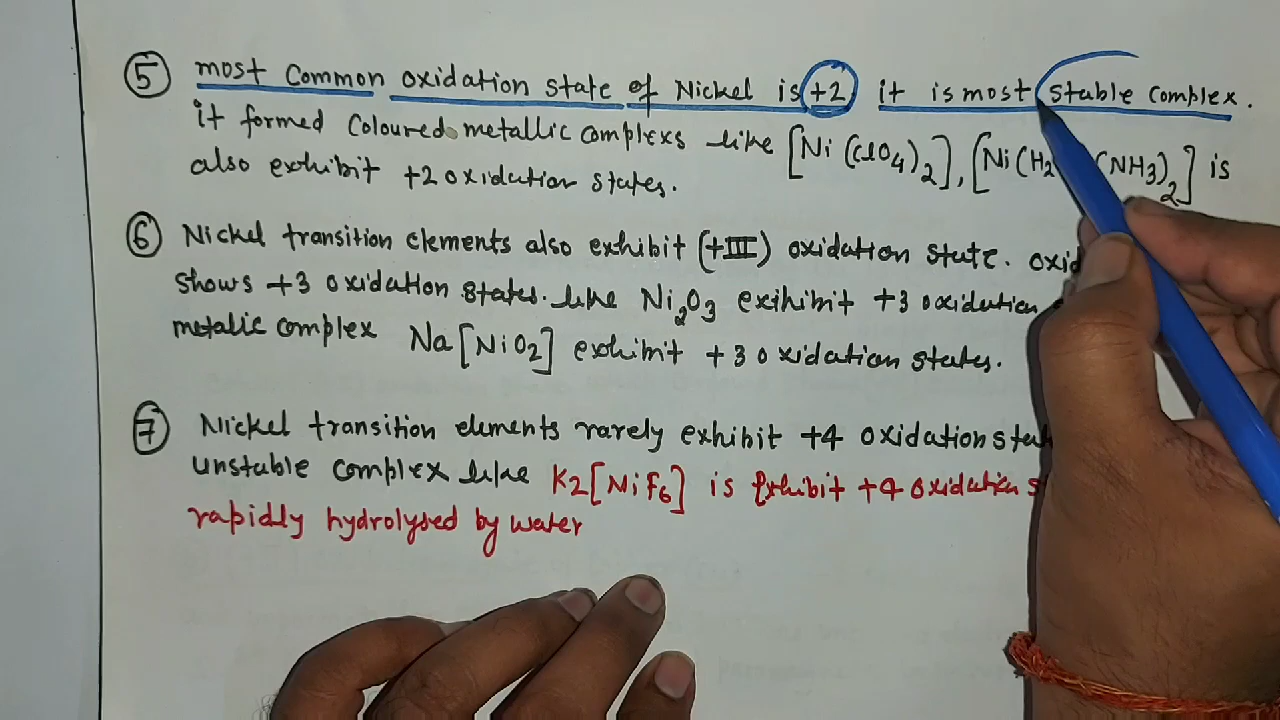 ⑤ most common oxidation state of Nickel is +2 it is most stable complex.
it formed coloured metallic complexs like [Ni(ClO4)2], [Ni(H2 (NH3)2] is
also exhibit +2 oxidation states.
⑥ Nickel transition elements also exhibit (+III) oxidation state.
shows +3 oxidation states. like Ni2O3 exihibit +3 oxidation
metalic complex Na[NiO2] exhibit +3 oxidation states.
⑦ Nickel transition elements rarely exhibit +4 oxidation
unstable complex like K2[NiF6] is Exhibit +4 oxidation
rapidly hydrolysed by water